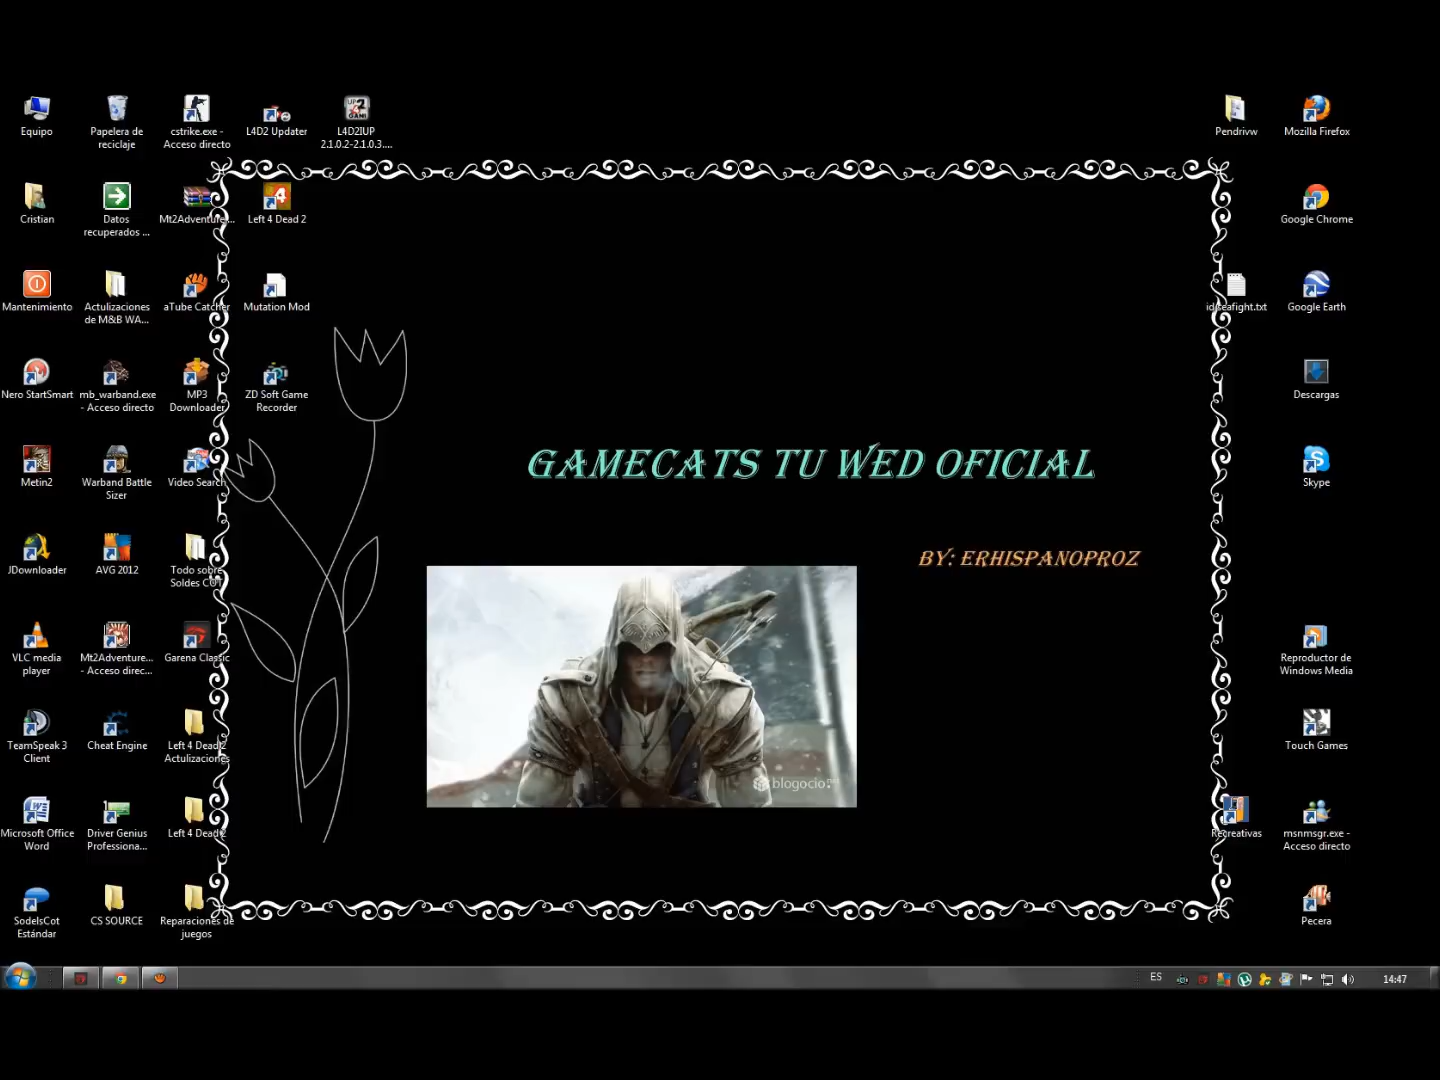 Equipo
Papelera de
reciclaje
cstrike.exe -
Acceso directo
L4D2 Updater
L4D2IUP
2.1.0.2-2.1.0.3....
Pendrivw
Mozilla Firefox
Cristian
Datos
recuperados ...
Mt2Adventure...
Left 4 Dead 2
Google Chrome
Mantenimiento
Actulizaciones
de M&B WA...
aTube Catcher
Mutation Mod
Google Earth
Nero StartSmart
mb_warband.exe
- Acceso directo
MP3
Downloader
ZD Soft Game
Recorder
Descargas
GAMECATS TU WED OFICIAL
Metin2
Warband Battle
Sizer
Video Search
Skype
BY: ERHISPANOPROZ
JDownloader
AVG 2012
Todo sobre
Soldes COT
VLC media
player
Mt2Adventure...
- Acceso direc...
Garena Classic
Reproductor de
Windows Media
TeamSpeak 3
Client
Cheat Engine
Left 4 Dead 2
Actulizaciones
Touch Games
blogocio.net
Microsoft Office
Word
Driver Genius
Professiona...
Left 4 Dead 2
Recreativas
msnmsgr.exe -
Acceso directo
SodelsCot
Estándar
CS SOURCE
Reparaciones de
juegos
Pecera
ES
14:47